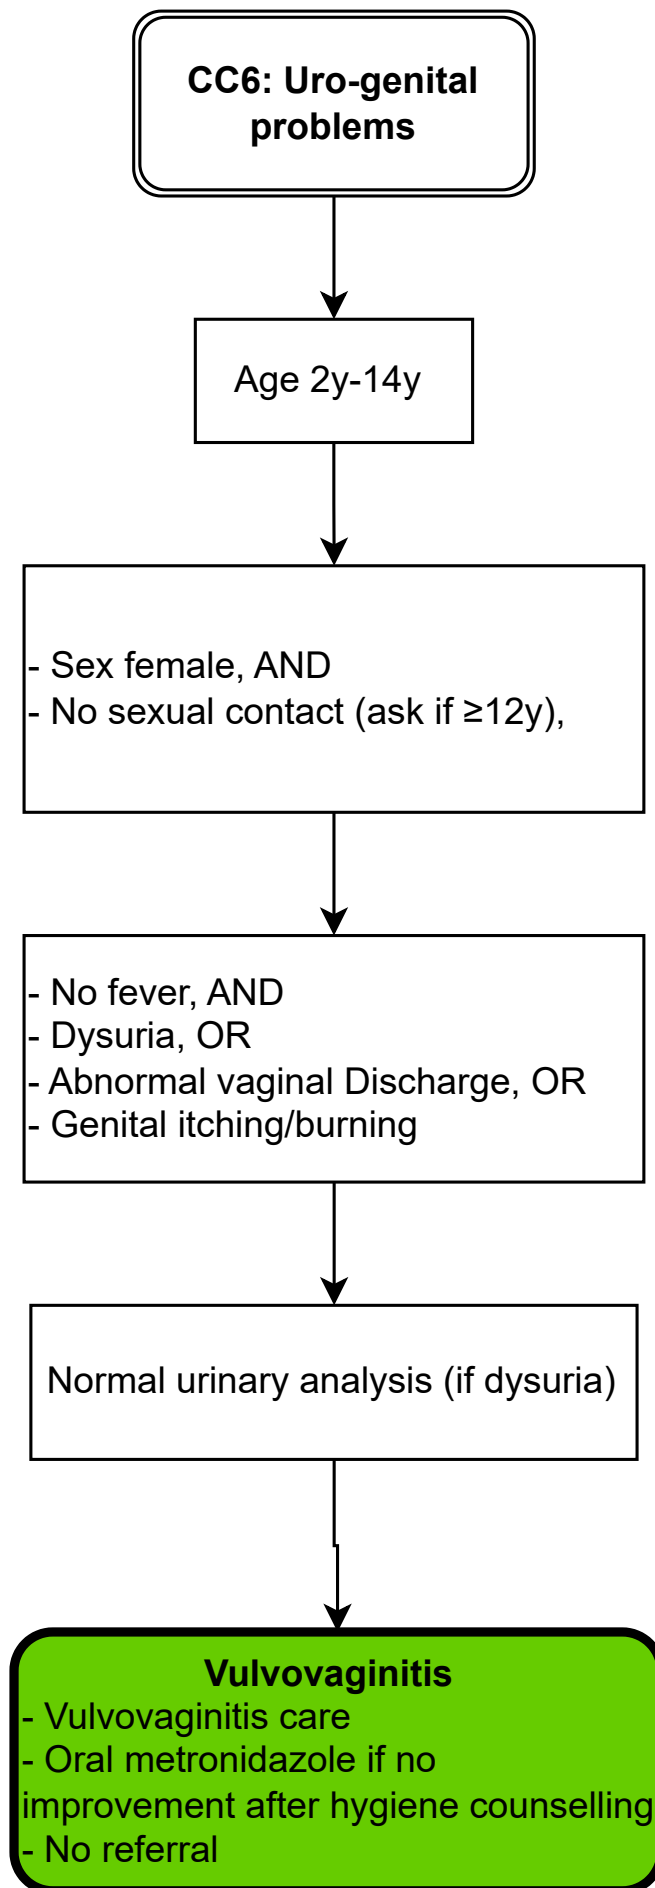 CC6: Uro-genital
problems
Age 2y-14y
- Sex female, AND
- No sexual contact (ask if ≥12y),
- No fever, AND
- Dysuria, OR
- Abnormal vaginal Discharge, OR
- Genital itching/burning
Normal urinary analysis (if dysuria)
Vulvovaginitis
- Vulvovaginitis care
- Oral metronidazole if no
improvement after hygiene counselling
- No referral